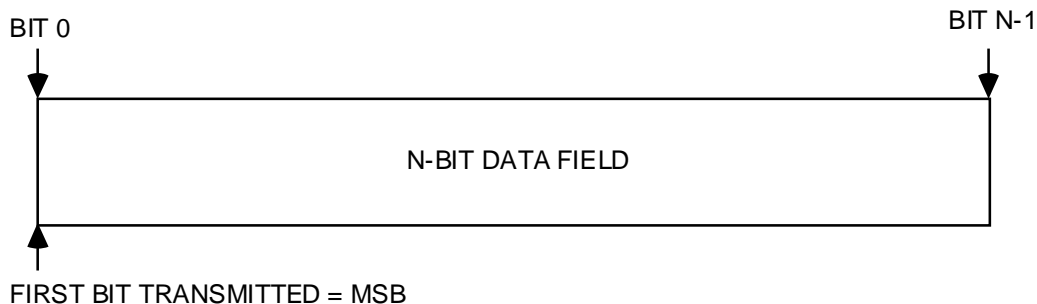 BIT 0
BIT N-1
N-BIT DATA FIELD
FIRST BIT TRANSMITTED = MSB